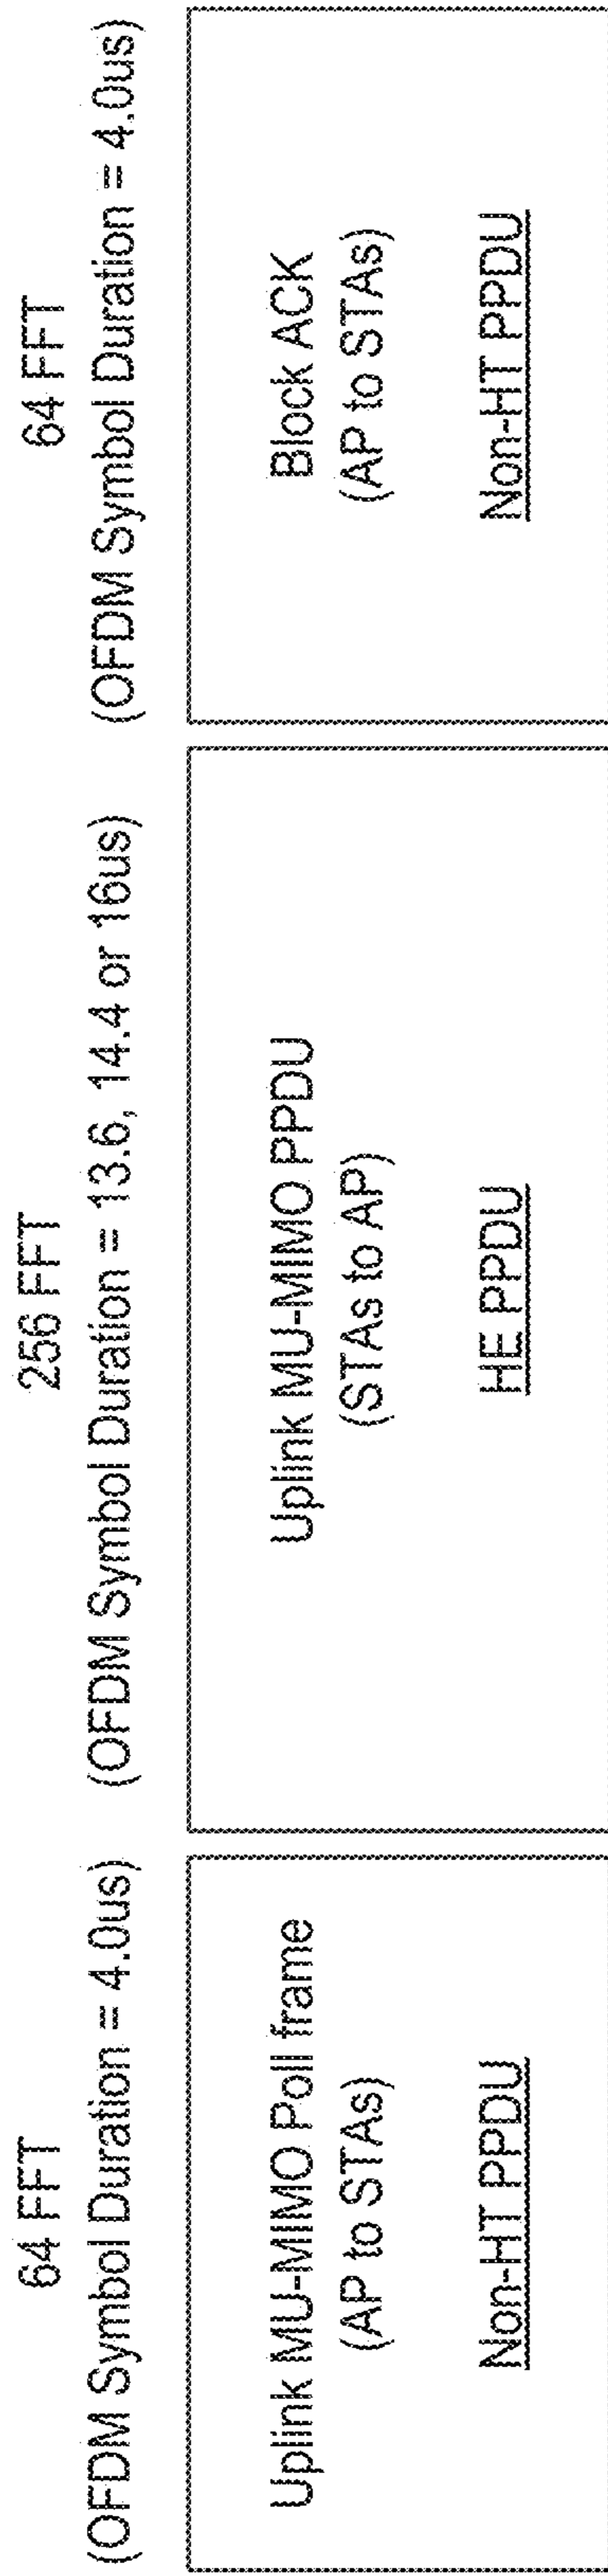 64 FFT
(OFDM Symbol Duration = 4.0us)
Uplink MU-MIMO Poll frame
(AP to STAs)
Non-HT PPDU
256 FFT
(OFDM Symbol Duration = 13.6, 14.4 or 16us)
Uplink MU-MIMO PPDU
(STAs to AP)
HE PPDU
64 FFT
(OFDM Symbol Duration = 4.0us)
Block ACK
(AP to STAs)
Non-HT PPDU